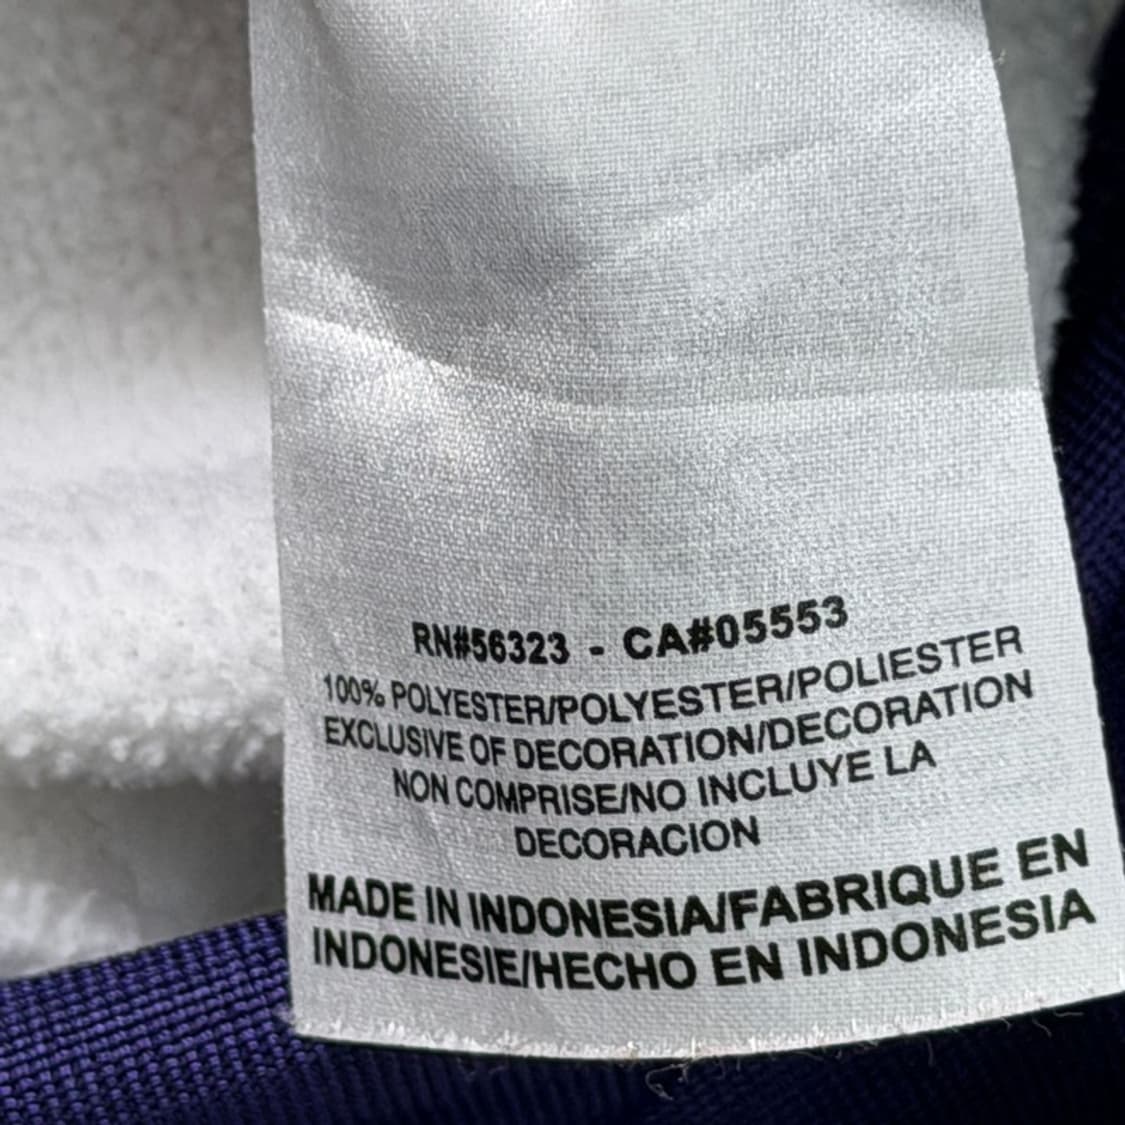 RN#56323 - CA#05553
100% POLYESTER/POLYESTER/POLIESTER
EXCLUSIVE OF DECORATION/DECORATION
NON COMPRISE/NO INCLUYE LA
DECORACION
MADE IN INDONESIA/FABRIQUE EN
INDONESIE/HECHO EN INDONESIA